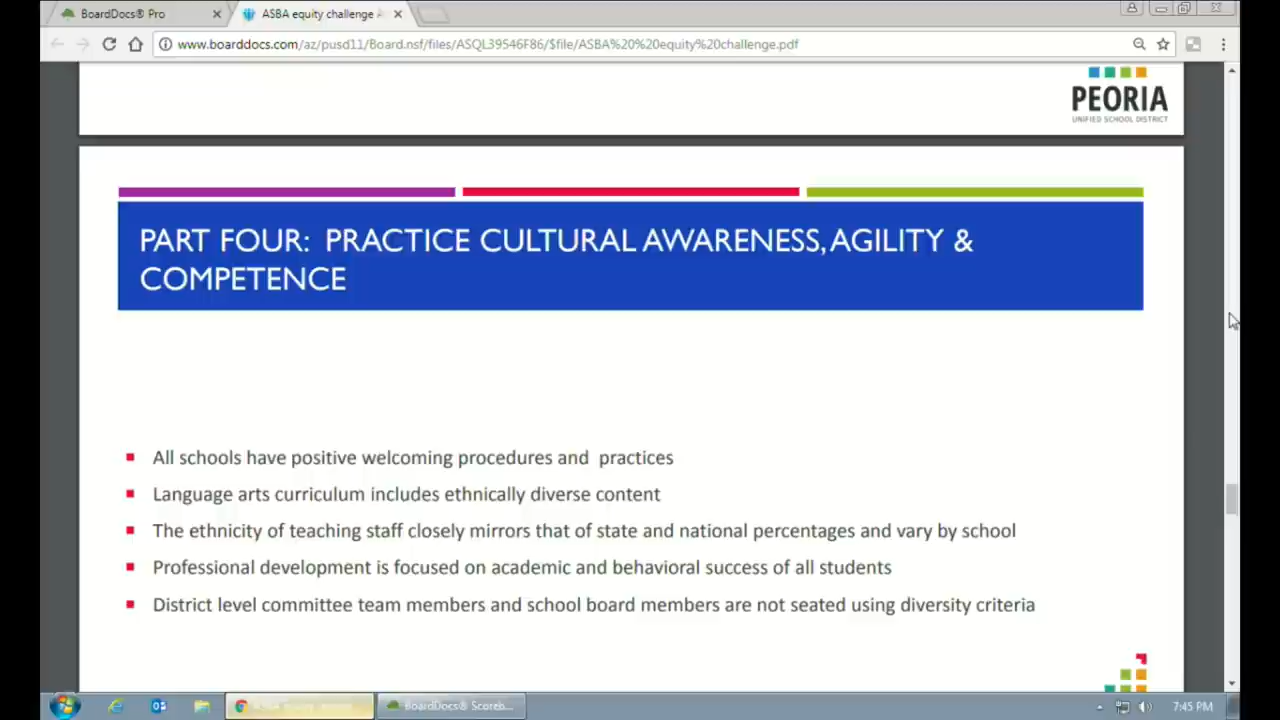 BoardDocs® Pro
ASBA equity challenge
www.boarddocs.com/az/pusd11/Board.nsf/files/ASQL39546F86/$file/ASBA%20%20equity%20challenge.pdf
PEORIA
UNIFIED SCHOOL DISTRICT
PART FOUR: PRACTICE CULTURAL AWARENESS, AGILITY &
COMPETENCE
All schools have positive welcoming procedures and practices
Language arts curriculum includes ethnically diverse content
The ethnicity of teaching staff closely mirrors that of state and national percentages and vary by school
Professional development is focused on academic and behavioral success of all students
District level committee team members and school board members are not seated using diversity criteria
BoardDocs® Scoreb...
7:45 PM